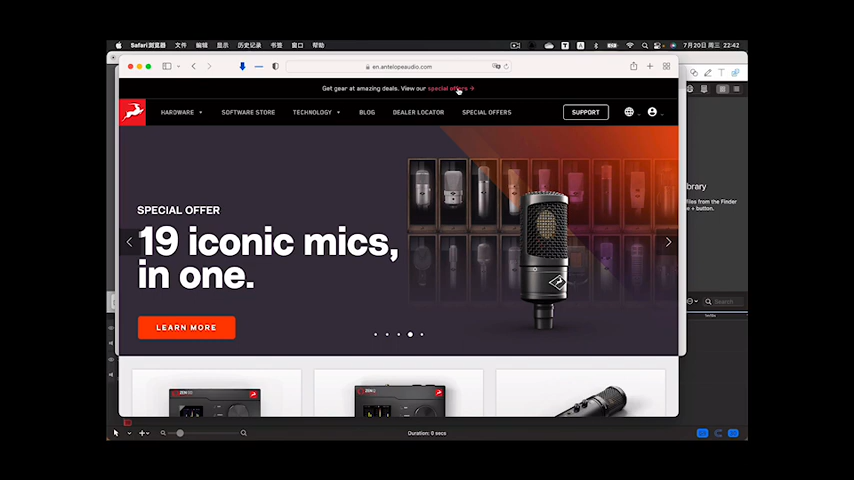 Safari浏览器 文件 编辑 显示 历史记录 书签 窗口 帮助
7月20日 周三 22:42
en.antelopeaudio.com
Get gear at amazing deals. View our special offers →
HARDWARE SOFTWARE STORE TECHNOLOGY BLOG DEALER LOCATOR SPECIAL OFFERS SUPPORT
SPECIAL OFFER
19 iconic mics,
in one.
LEARN MORE
ZEN
ZEN
brary
files from the Finder
+ button.
Search
Duration: 0 secs